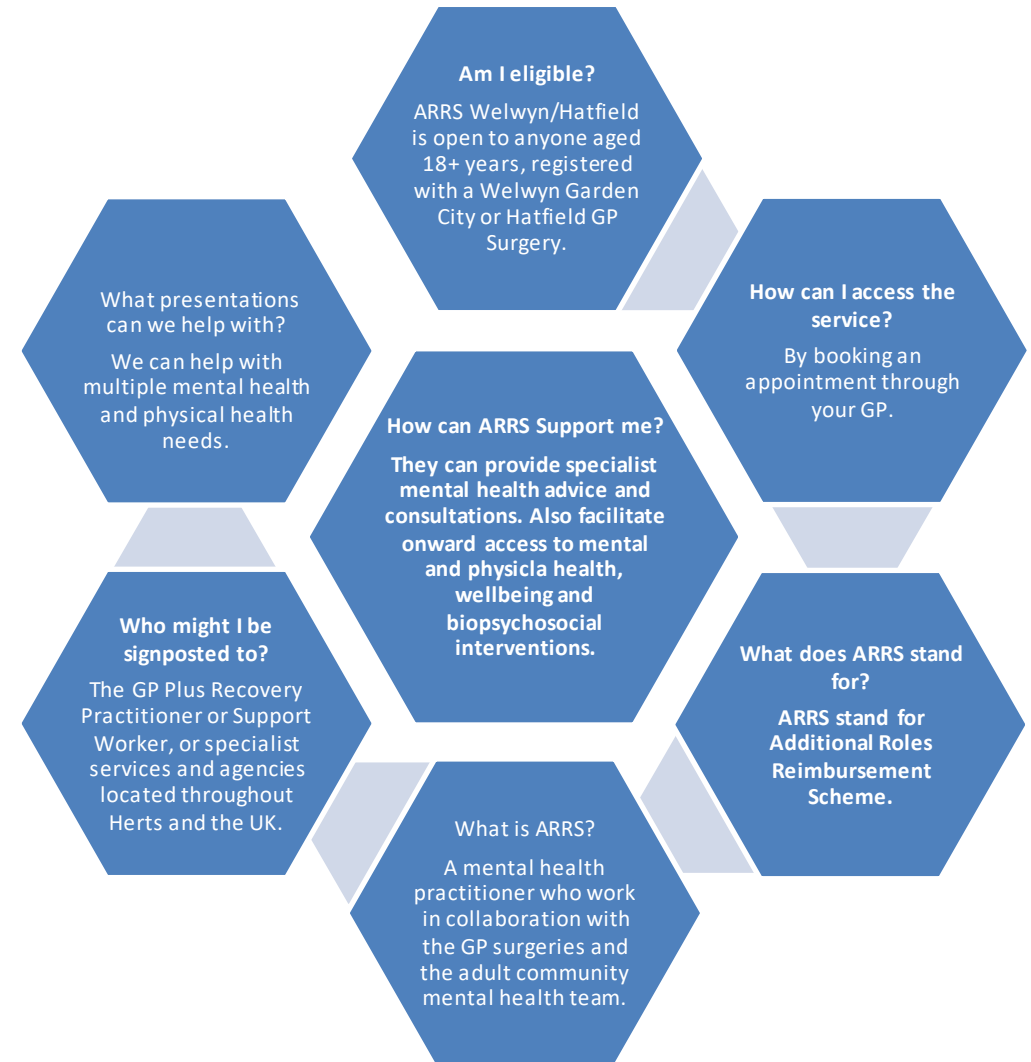 Am I eligible?
ARRS Welwyn/Hatfield
is open to anyone aged
18+ years, registered
with a Welwyn Garden
City or Hatfield GP
Surgery.
How can I access the
service?
By booking an
appointment through
your GP.
What does ARRS stand
for?
ARRS stand for
Additional Roles
Reimbursement
Scheme.
What is ARRS?
A mental health
practitioner who work
in collaboration with
the GP surgeries and
the adult community
mental health team.
Who might I be
signposted to?
The GP Plus Recovery
Practitioner or Support
Worker, or specialist
services and agencies
located throughout
Herts and the UK.
What presentations
can we help with?
We can help with
multiple mental health
and physical health
needs.
How can ARRS Support me?
They can provide specialist
mental health advice and
consultations. Also facilitate
onward access to mental
and physicla health,
wellbeing and
biopsychosocial
interventions.